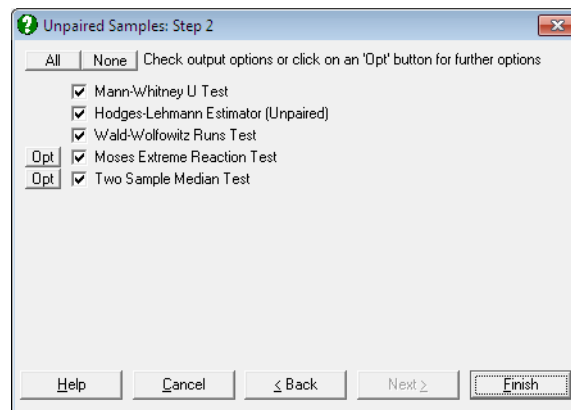 Unpaired Samples: Step 2
All None Check output options or click on an 'Opt' button for further options
Mann-Whitney U Test
Hodges-Lehmann Estimator (Unpaired)
Wald-Wolfowitz Runs Test
Opt Moses Extreme Reaction Test
Opt Two Sample Median Test
Help Cancel < Back Next > Finish